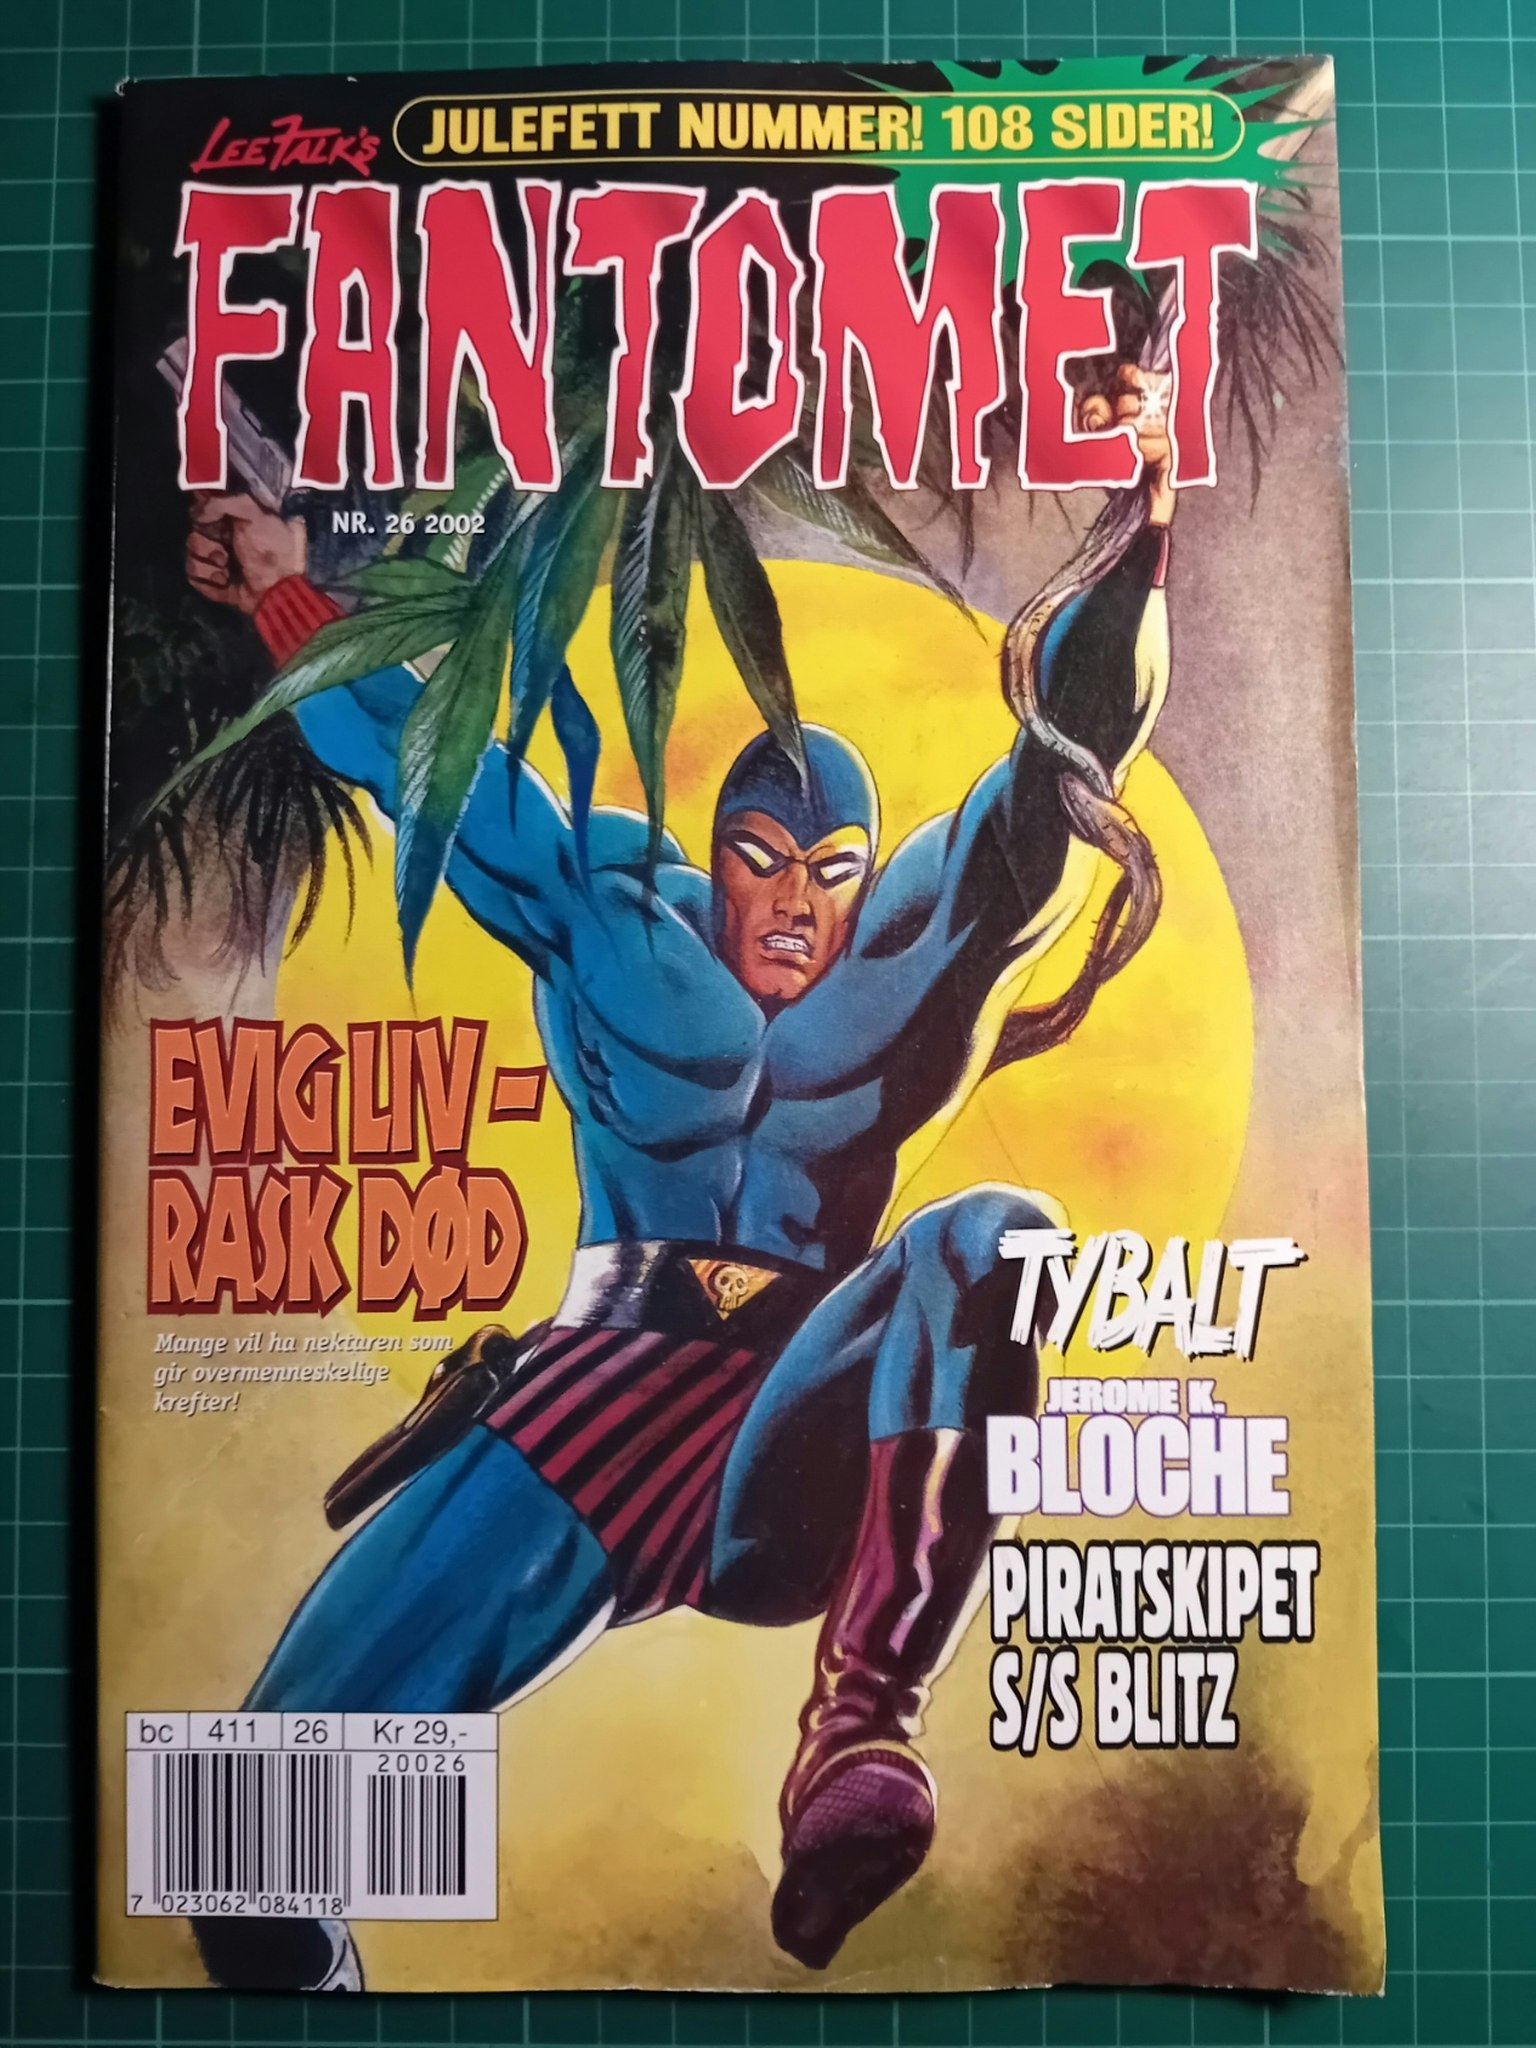 LEE FALK'S
JULEFETT NUMMER! 108 SIDER!
FANTOMET
NR. 26 2002
EVIG LIV -
RASK DØD
Mange vil ha nektaren som
gir overmenneskelige
krefter!
TYBALT
JEROME K.
BLOCHE
PIRATSKIPET
S/S BLITZ
bc 411 26 Kr 29,-
20026
7 023062 084118